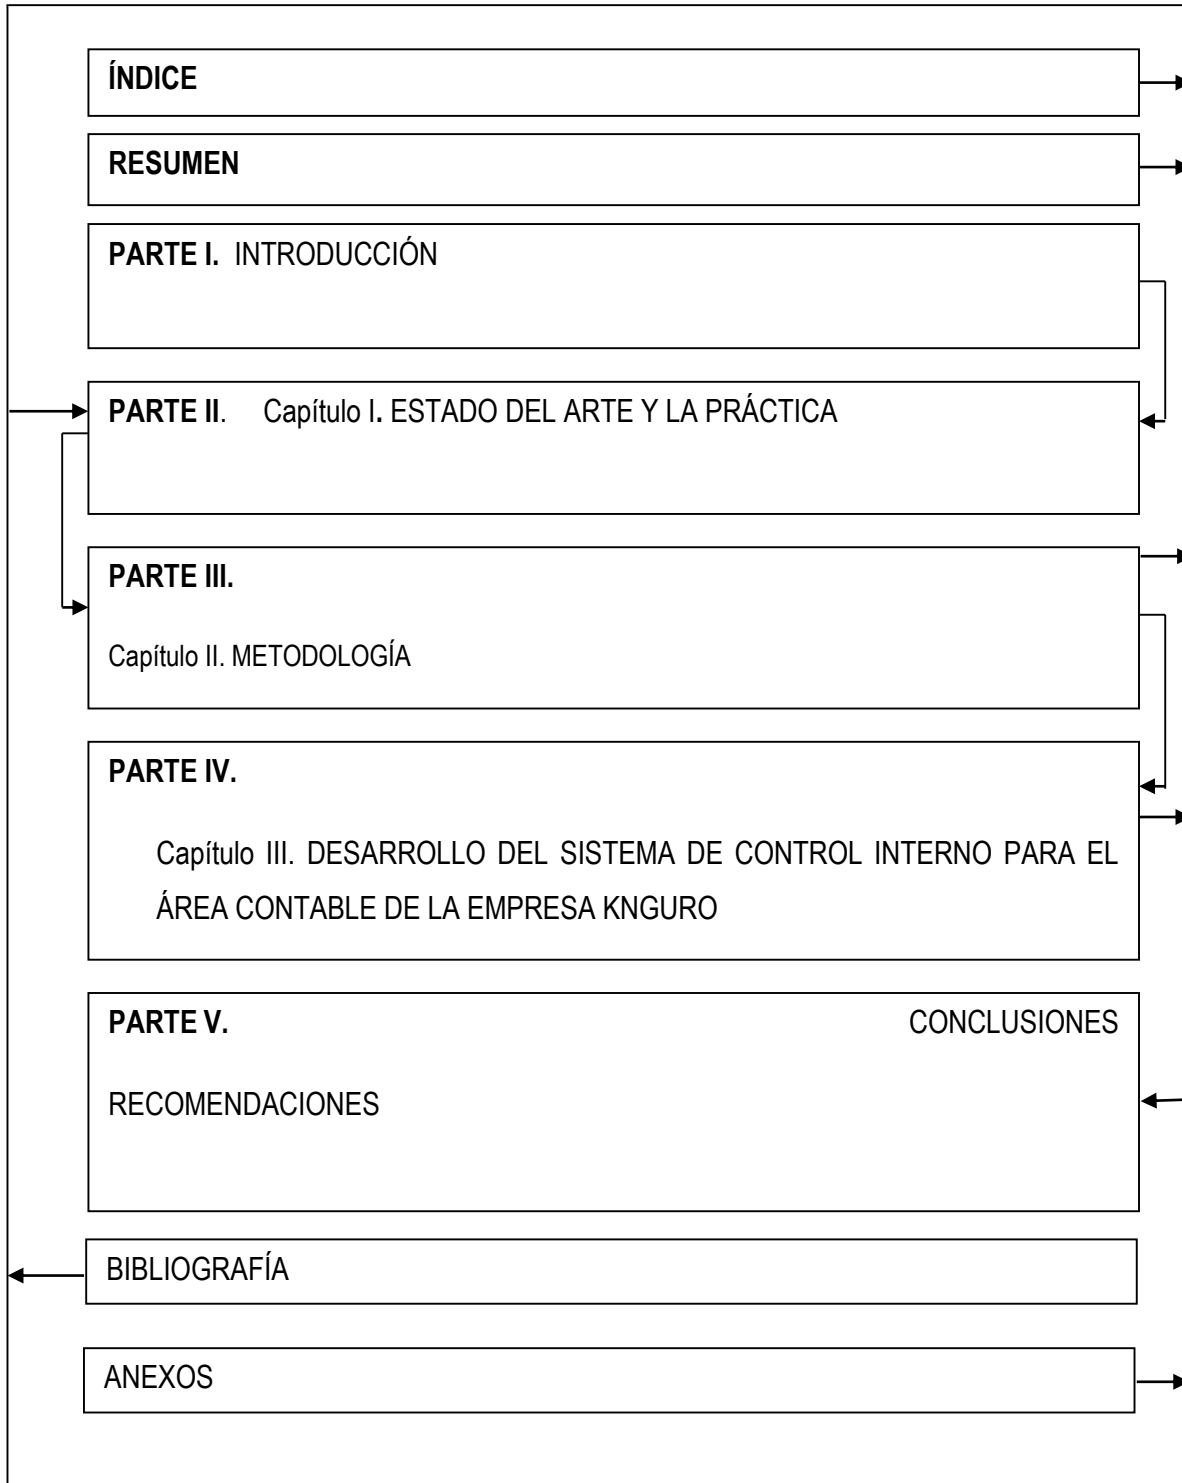 ÍNDICE
RESUMEN
PARTE I. INTRODUCCIÓN
PARTE II. Capítulo I. ESTADO DEL ARTE Y LA PRÁCTICA
PARTE III.
Capítulo II. METODOLOGÍA
PARTE IV.
Capítulo III. DESARROLLO DEL SISTEMA DE CONTROL INTERNO PARA EL
ÁREA CONTABLE DE LA EMPRESA KNGURO
PARTE V. CONCLUSIONES
RECOMENDACIONES
BIBLIOGRAFÍA
ANEXOS